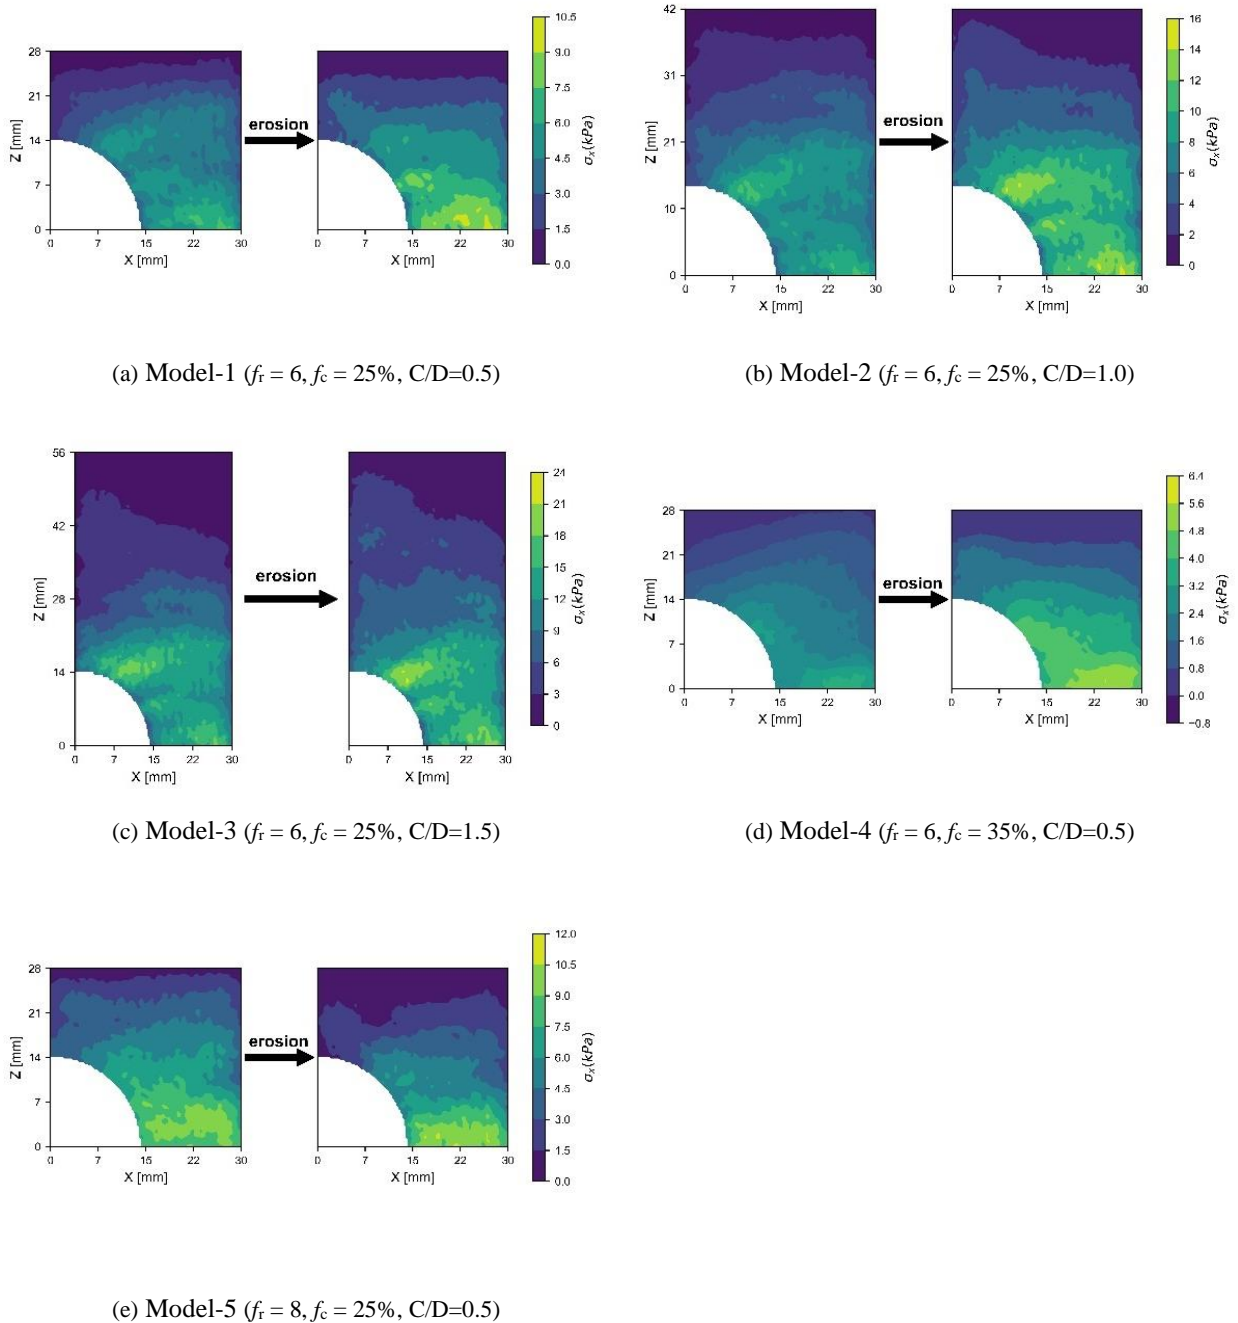 28
21
14
7
0
Z [mm]
0 7 15 22 30
X [mm]
erosion
0 7 15 22 30
X [mm]
10.5
9.0
7.5
6.0
4.5
3.0
1.5
0.0
σx(kPa)
(a) Model-1 (fr = 6, fc = 25%, C/D=0.5)
42
31
21
10
0
Z [mm]
0 7 15 22 30
X [mm]
erosion
0 7 15 22 30
X [mm]
16
14
12
10
8
6
4
2
0
σx(kPa)
(b) Model-2 (fr = 6, fc = 25%, C/D=1.0)
56
42
28
14
0
Z [mm]
0 7 15 22 30
X [mm]
erosion
0 7 15 22 30
X [mm]
24
21
18
15
12
9
6
3
0
σx(kPa)
(c) Model-3 (fr = 6, fc = 25%, C/D=1.5)
28
21
14
7
0
Z [mm]
0 7 15 22 30
X [mm]
erosion
0 7 15 22 30
X [mm]
6.4
5.6
4.8
4.0
3.2
2.4
1.6
0.8
0.0
−0.8
σx(kPa)
(d) Model-4 (fr = 6, fc = 35%, C/D=0.5)
28
21
14
7
0
Z [mm]
0 7 15 22 30
X [mm]
erosion
0 7 15 22 30
X [mm]
12.0
10.5
9.0
7.5
6.0
4.5
3.0
1.5
0.0
σx(kPa)
(e) Model-5 (fr = 8, fc = 25%, C/D=0.5)